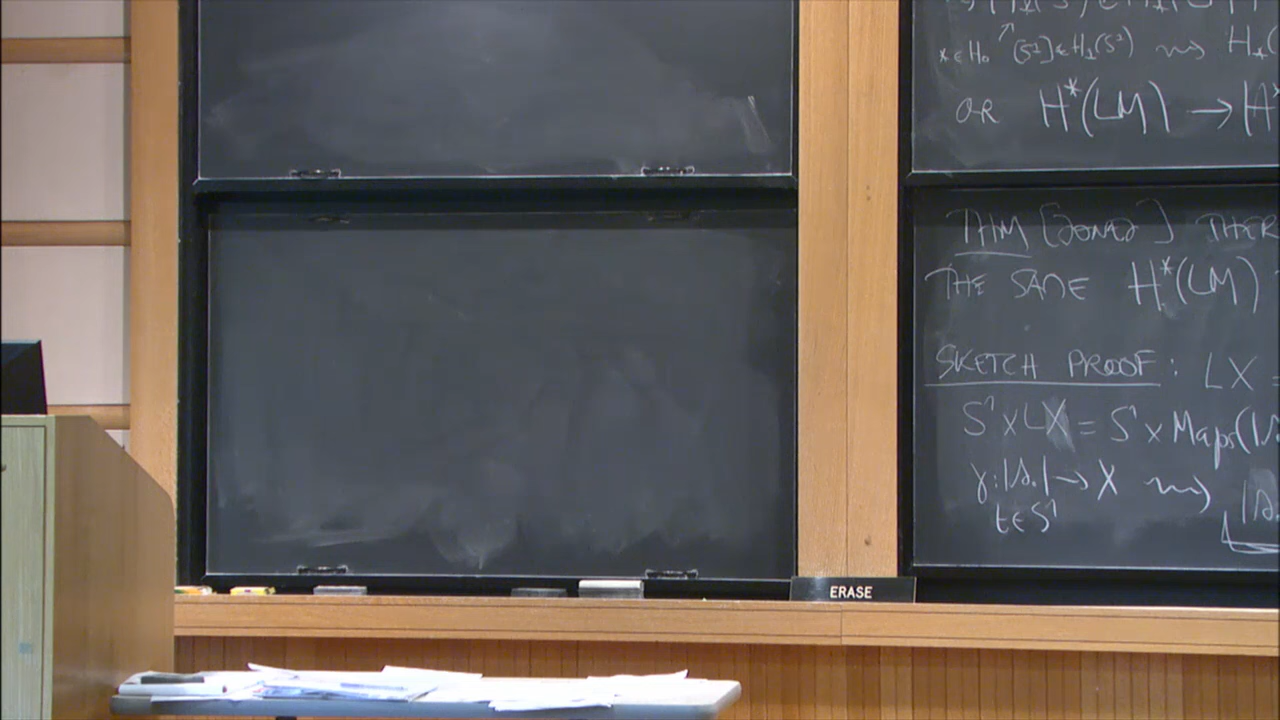 * ∈ H₀ [S¹] ∈ H₁(S¹) ⇝ H⁎(
OR H*(LM) → H*
THM [JONES] THER
THE SAME H*(LM)
SKETCH PROOF: LX =
S¹ × LX = S¹ × Maps(|Δ
γ: |Δ.| → X ⇝ |Δ.
t ∈ S¹
ERASE